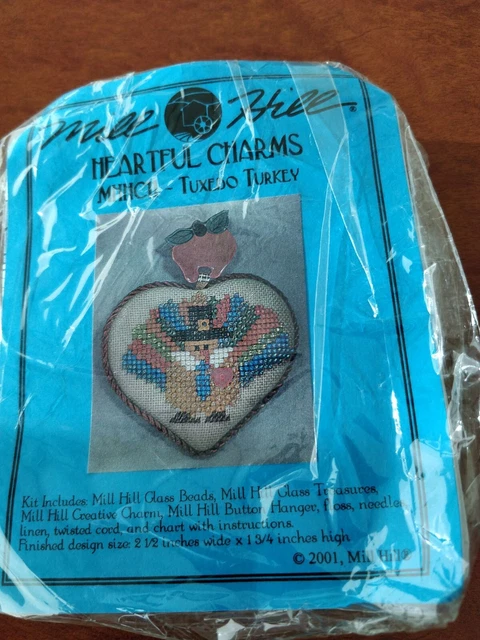 Mill Hill®
HEARTFUL CHARMS
TUXEDO TURKEY
Kit Includes: Mill Hill Glass Beads, Mill Hill Glass Treasures,
Mill Hill Creative Charm, Mill Hill Button Hanger, floss, needles,
linen, twisted cord, and chart with instructions.
Finished design size: 2 1/2 inches wide x 1 3/4 inches high
© 2001, Mill Hill®